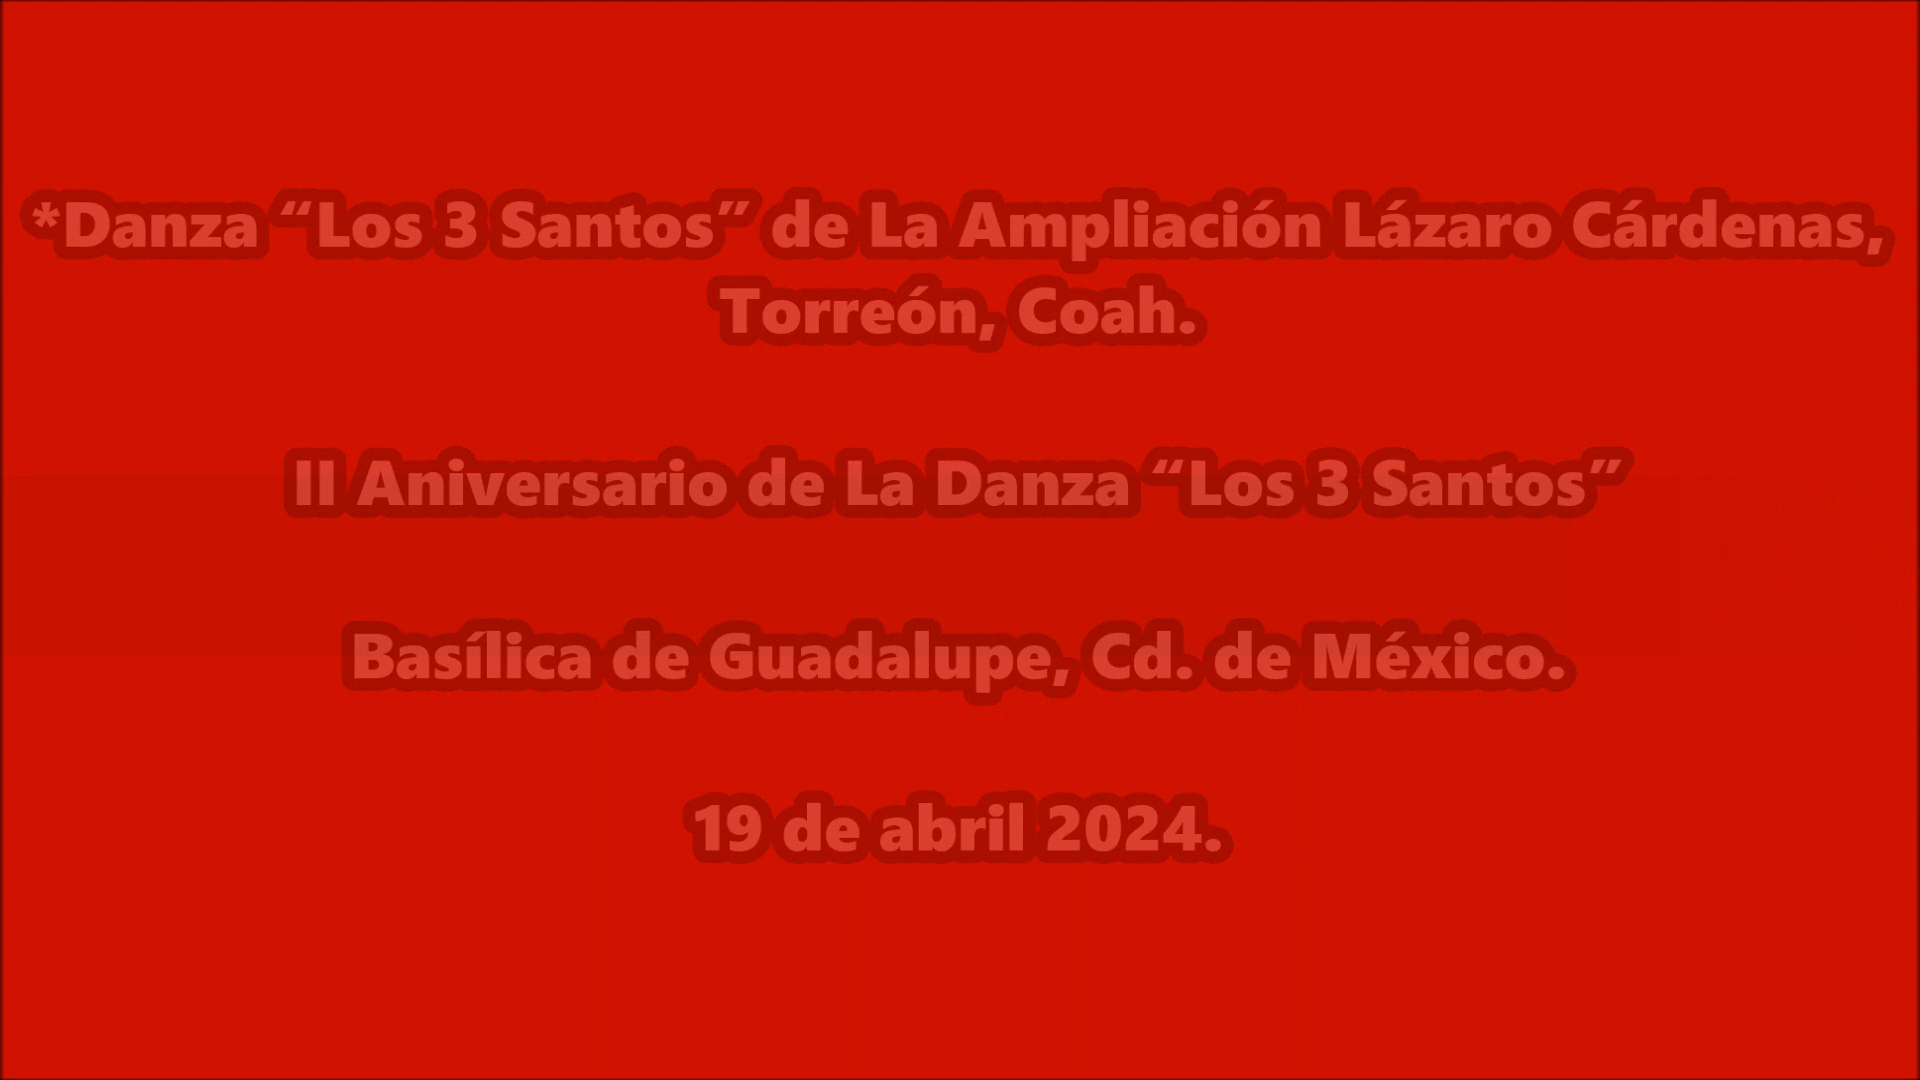 *Danza “Los 3 Santos” de La Ampliación Lázaro Cárdenas,
Torreón, Coah.
II Aniversario de La Danza “Los 3 Santos”
Basílica de Guadalupe, Cd. de México.
19 de abril 2024.